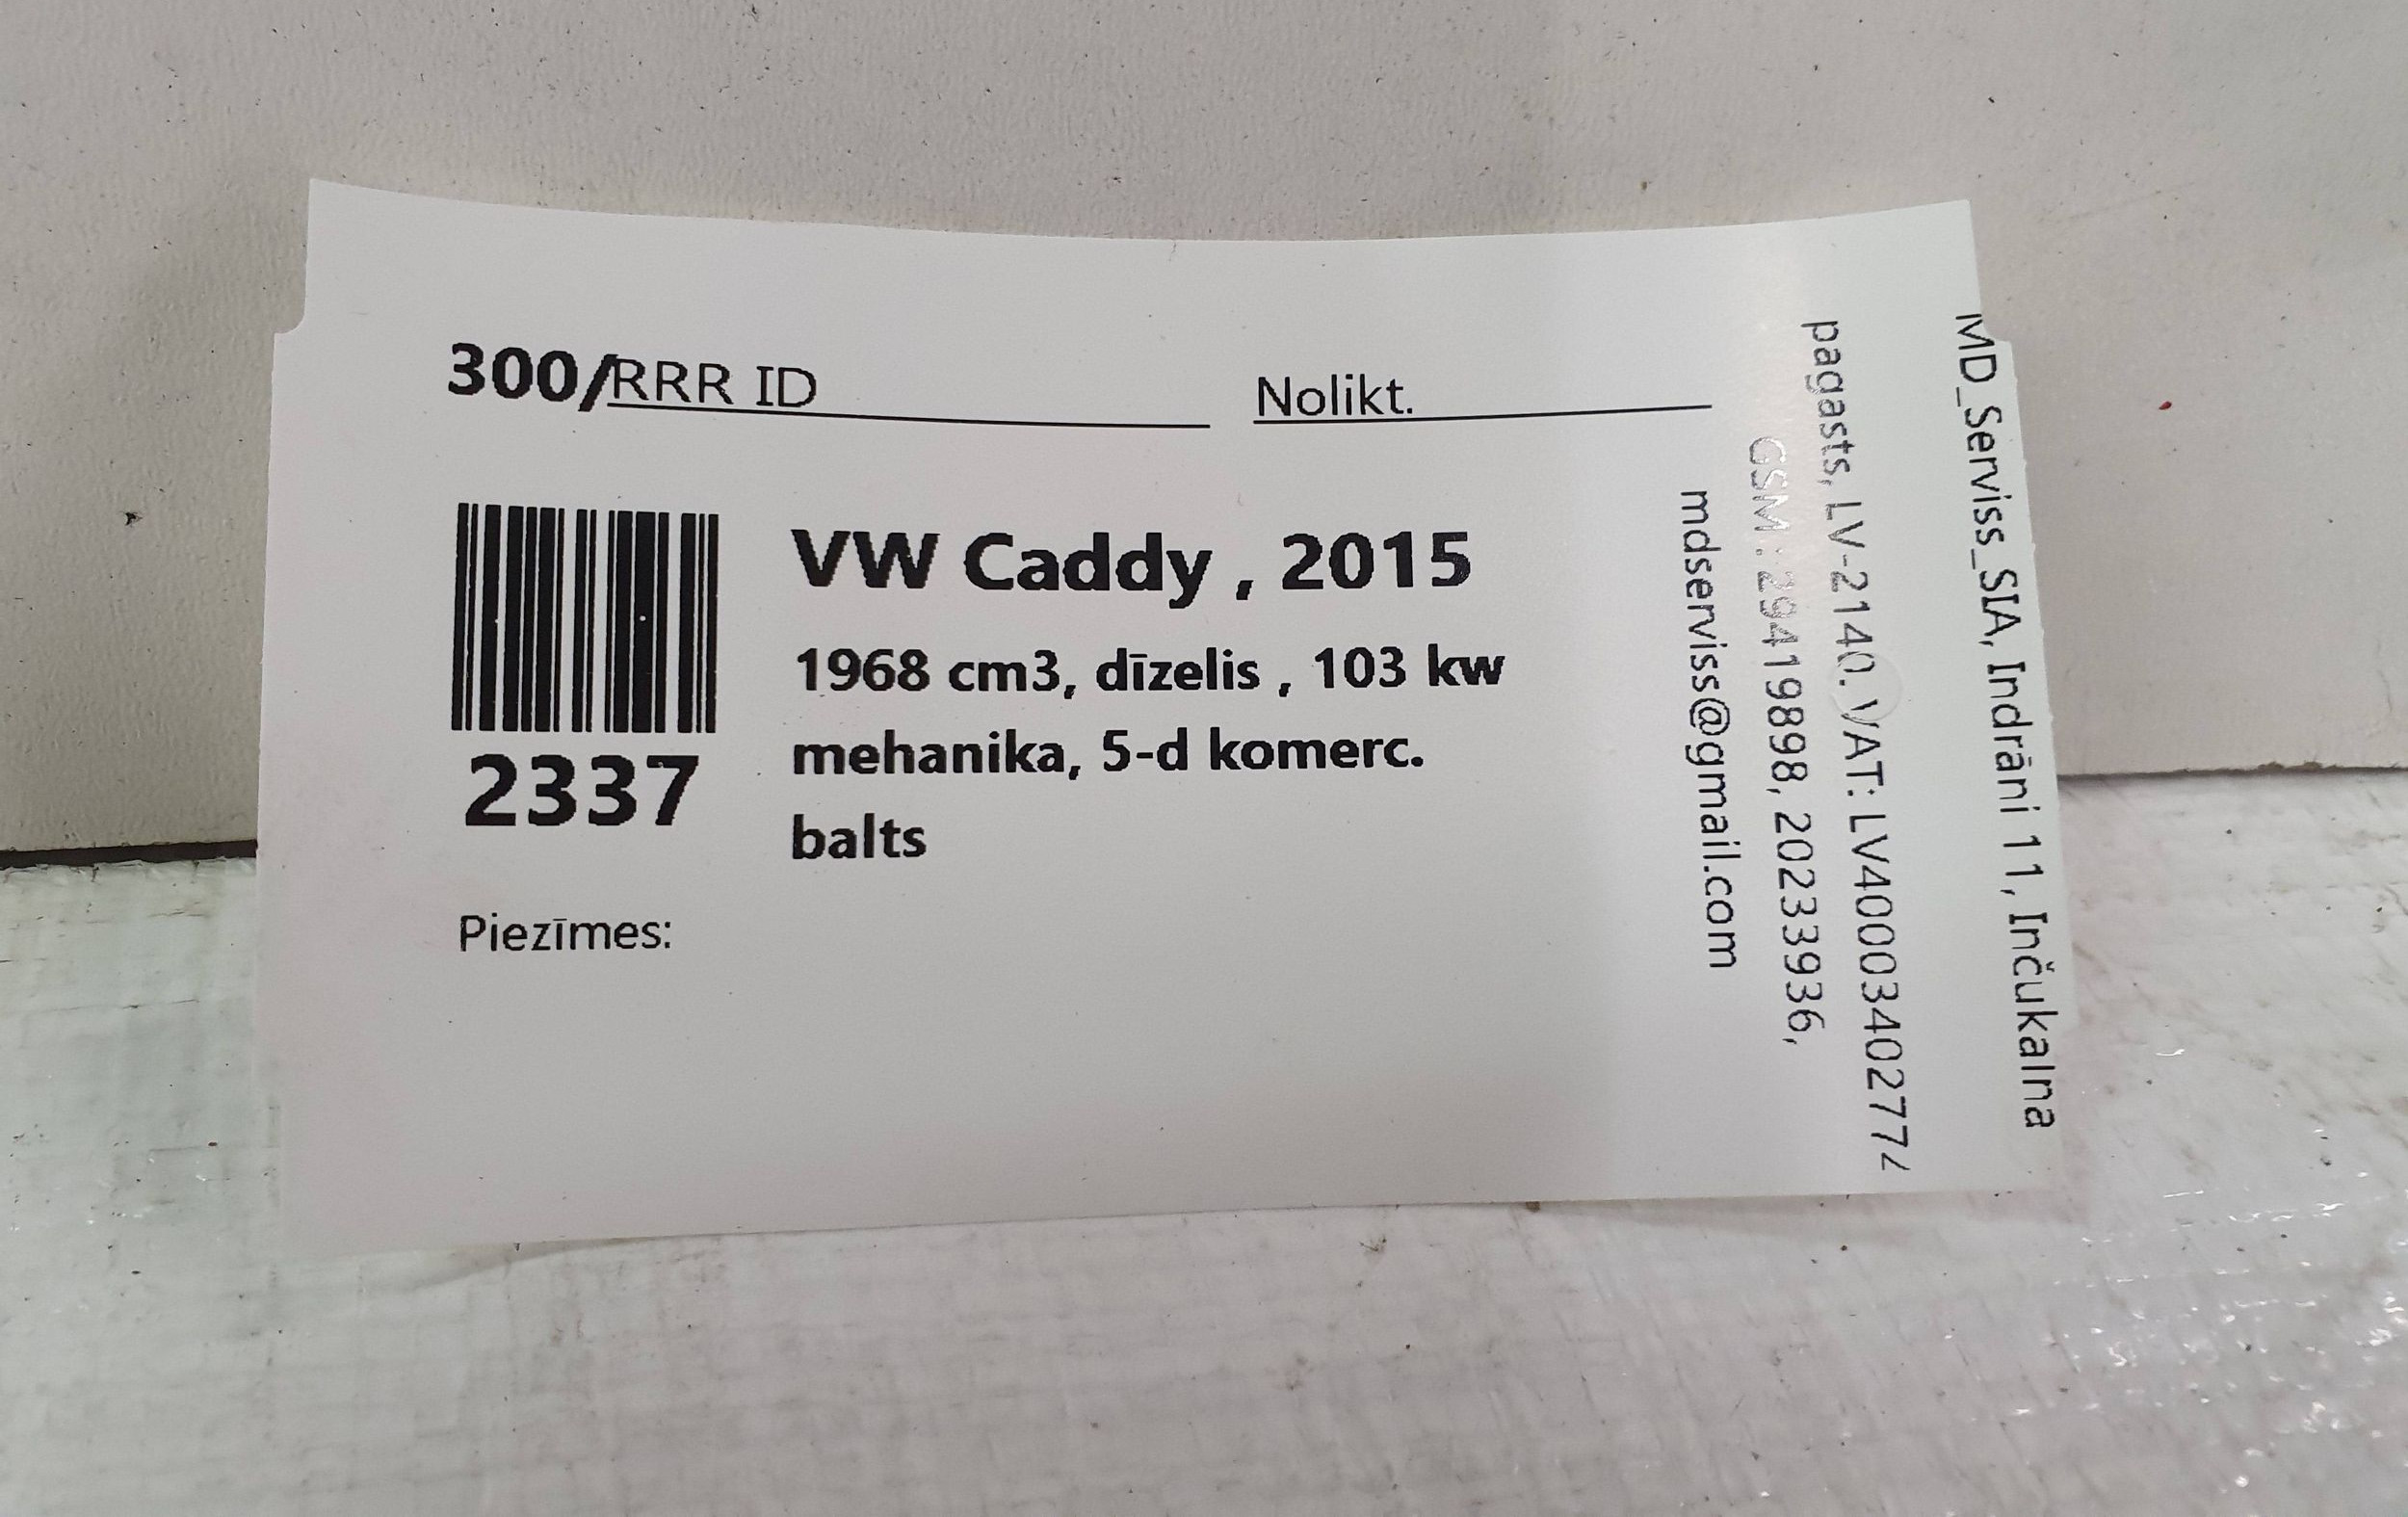 300/RRR ID
Nolikt.
VW Caddy , 2015
1968 cm3, dīzelis , 103 kw
mehanika, 5-d komerc.
balts
2337
Piezīmes:
MD_Serviss_SIA, Indrāni 11, Inčukalna
pagasts, LV-2140. VAT: LV40003402774
GSM : 29419898, 20233936,
mdserviss@gmail.com